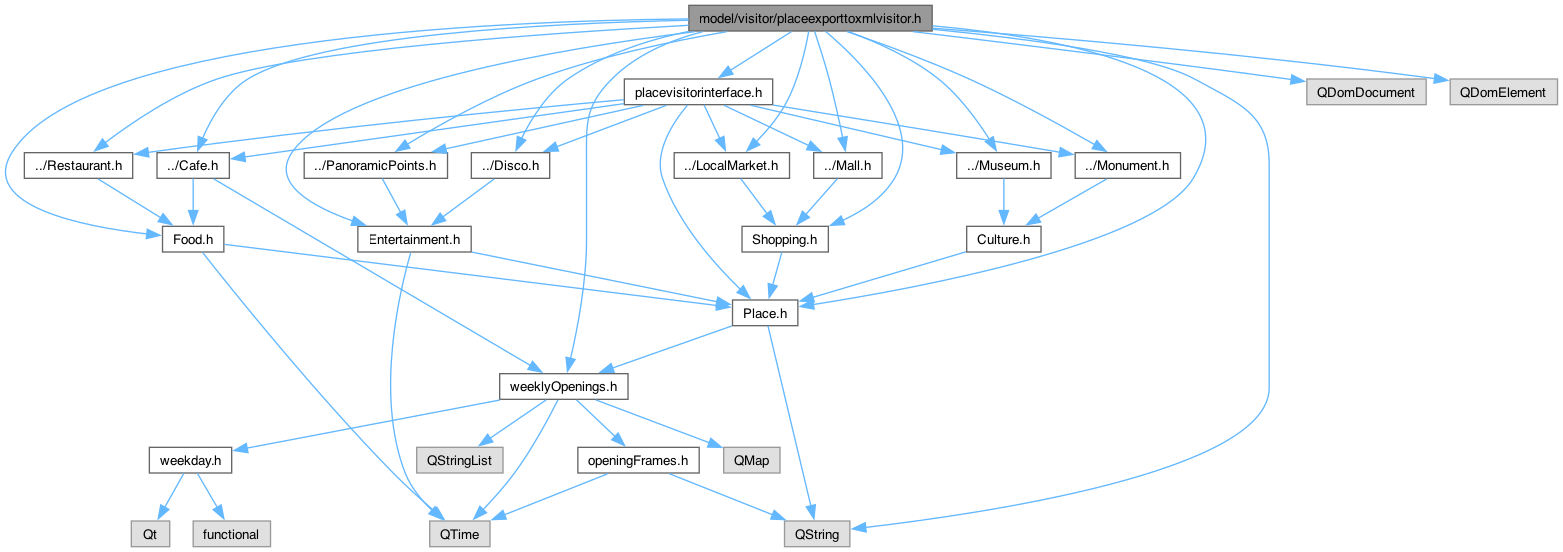 model/visitor/placeexporttoxmlvisitor.h
placevisitorinterface.h
QDomDocument
QDomElement
../Restaurant.h
../Cafe.h
../PanoramicPoints.h
../Disco.h
../LocalMarket.h
../Mall.h
../Museum.h
../Monument.h
Food.h
Entertainment.h
Shopping.h
Culture.h
Place.h
weeklyOpenings.h
weekday.h
QStringList
openingFrames.h
QMap
Qt
functional
QTime
QString